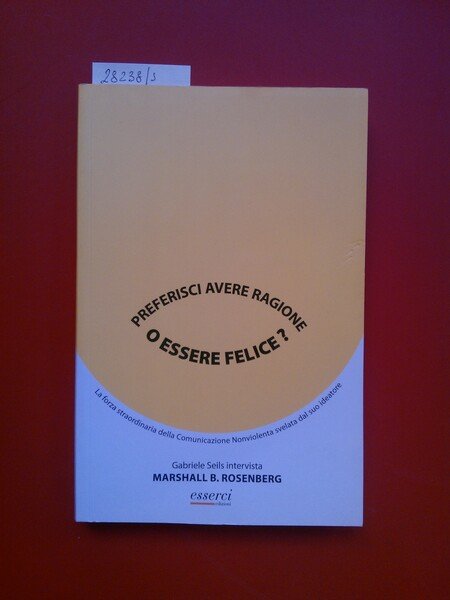 28238/s
PREFERISCI AVERE RAGIONE
O ESSERE FELICE?
La forza straordinaria della Comunicazione Nonviolenta svelata dal suo ideatore
Gabriele Seils intervista
MARSHALL B. ROSENBERG
esserci
edizioni